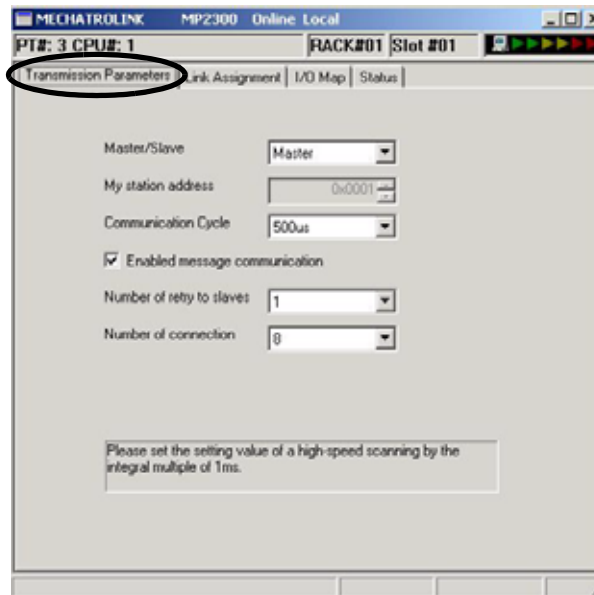 MECHATROLINK MP2300 Online Local
PT#: 3 CPU#: 1 RACK#01 Slot #01
Transmission Parameters Link Assignment I/O Map Status
Master/Slave Master
My station address 0x0001
Communication Cycle 500us
Enabled message communication
Number of retry to slaves 1
Number of connection 8
Please set the setting value of a high-speed scanning by the
integral multiple of 1ms.